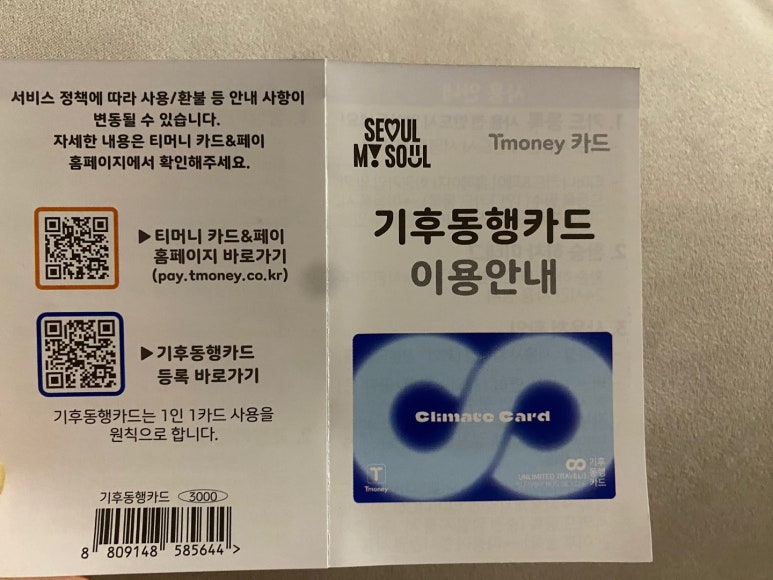 서비스 정책에 따라 사용/환불 등 안내 사항이
변동될 수 있습니다.
자세한 내용은 티머니 카드&페이
홈페이지에서 확인해주세요.
▶티머니 카드&페이
홈페이지 바로가기
(pay.tmoney.co.kr)
▶기후동행카드
등록 바로가기
기후동행카드는 1인 1카드 사용을
원칙으로 합니다.
기후동행카드 3000
8 809148 585644 >
SEOUL
MY SOUL
Tmoney 카드
기후동행카드
이용안내
Climate Card
T
Tmoney
UNLIMITED TRAVEL
기후
동행
카드